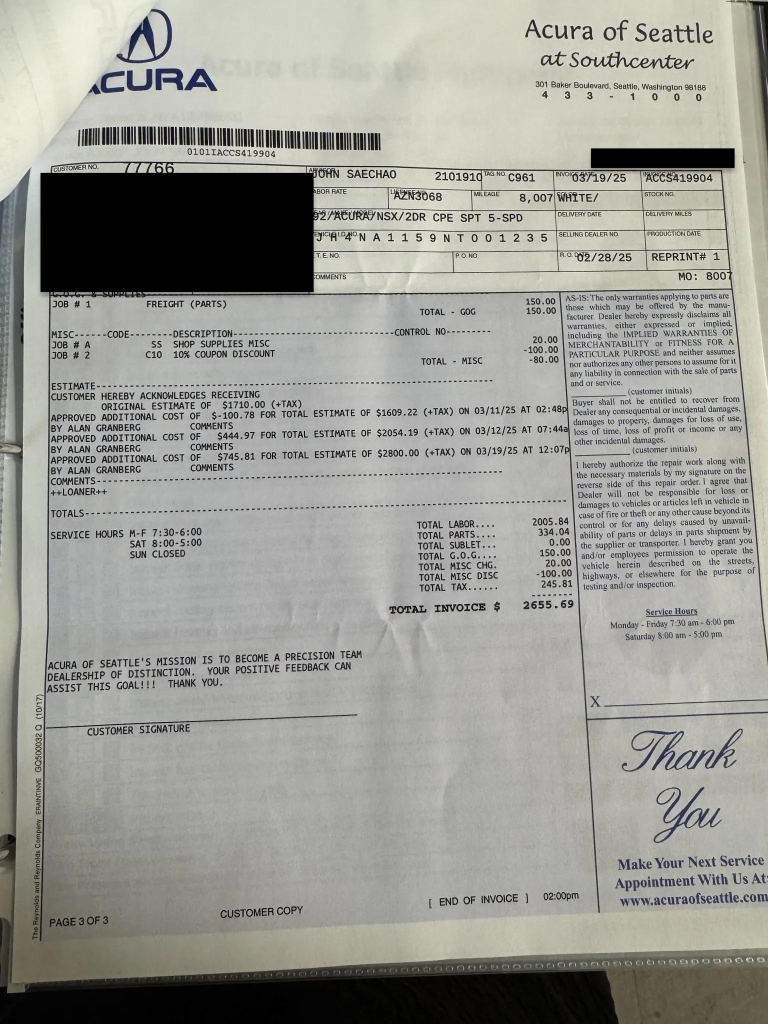 ACURA
Acura of Seattle
at Southcenter
301 Baker Boulevard, Seattle, Washington 98188
433-1000
0101IACCS419904
CUSTOMER NO. 77766
JOHN SAECHAO 2101910 TAG NO. C961 INVOICE DATE 03/19/25 ACCS419904
LABOR RATE LICENSE NO. AZN3068 MILEAGE 8,007 WHITE/ STOCK NO.
92/ACURA/NSX/2DR CPE SPT 5-SPD DELIVERY DATE DELIVERY MILES
JH4NA1159NT001235 SELLING DEALER NO. PRODUCTION DATE
F.T.E. NO. P.O. NO. R.O. DATE 02/28/25 REPRINT# 1
COMMENTS MO: 8007
G.O.G. & SUPPLIES
JOB # 1 FREIGHT (PARTS) 150.00
TOTAL - GOG 150.00
MISC------CODE-------DESCRIPTION-------CONTROL NO--------
JOB # A SS SHOP SUPPLIES MISC 20.00
JOB # 2 C10 10% COUPON DISCOUNT -100.00
TOTAL - MISC -80.00
ESTIMATE
CUSTOMER HEREBY ACKNOWLEDGES RECEIVING
ORIGINAL ESTIMATE OF $1710.00 (+TAX)
APPROVED ADDITIONAL COST OF $-100.78 FOR TOTAL ESTIMATE OF $1609.22 (+TAX) ON 03/11/25 AT 02:48p
BY ALAN GRANBERG COMMENTS
APPROVED ADDITIONAL COST OF $444.97 FOR TOTAL ESTIMATE OF $2054.19 (+TAX) ON 03/12/25 AT 07:44a
BY ALAN GRANBERG COMMENTS
APPROVED ADDITIONAL COST OF $745.81 FOR TOTAL ESTIMATE OF $2800.00 (+TAX) ON 03/19/25 AT 12:07p
BY ALAN GRANBERG COMMENTS
COMMENTS
++LOANER++
TOTALS
SERVICE HOURS M-F 7:30-6:00
SAT 8:00-5:00
SUN CLOSED
TOTAL LABOR.... 2005.84
TOTAL PARTS.... 334.04
TOTAL SUBLET... 0.00
TOTAL G.O.G.... 150.00
TOTAL MISC CHG. 20.00
TOTAL MISC DISC -100.00
TOTAL TAX...... 245.81
TOTAL INVOICE $ 2655.69
ACURA OF SEATTLE'S MISSION IS TO BECOME A PRECISION TEAM
DEALERSHIP OF DISTINCTION. YOUR POSITIVE FEEDBACK CAN
ASSIST THIS GOAL!!! THANK YOU.
CUSTOMER SIGNATURE
AS-IS: The only warranties applying to parts are
those which may be offered by the manu-
facturer. Dealer hereby expressly disclaims all
warranties, either expressed or implied,
including the IMPLIED WARRANTIES OF
MERCHANTABILITY or FITNESS FOR A
PARTICULAR PURPOSE and neither assumes
nor authorizes any other persons to assume for it
any liability in connection with the sale of parts
and/or service.
(customer initials)
Buyer shall not be entitled to recover from
Dealer any consequential or incidental damages,
damages to property, damages for loss of use,
loss of time, loss of profit or income or any
other incidental damages.
(customer initials)
I hereby authorize the repair work along with
the necessary materials by my signature on the
reverse side of this repair order. I agree that
Dealer will not be responsible for loss or
damages to vehicles or articles left in vehicle in
case of fire or theft or any other cause beyond its
control or for any delays caused by unavail-
ability of parts or delays in parts shipment by
the supplier or transporter. I hereby grant you
and/or employees permission to operate the
vehicle herein described on the streets,
highways, or elsewhere for the purpose of
testing and/or inspection.
Service Hours
Monday - Friday 7:30 am - 6:00 pm
Saturday 8:00 am - 5:00 pm
X
Thank
You
Make Your Next Service
Appointment With Us At:
www.acuraofseattle.com
The Reynolds and Reynolds Company ERAINTINVE GQ500032 Q (10/17)
PAGE 3 OF 3
CUSTOMER COPY
[ END OF INVOICE ] 02:00pm